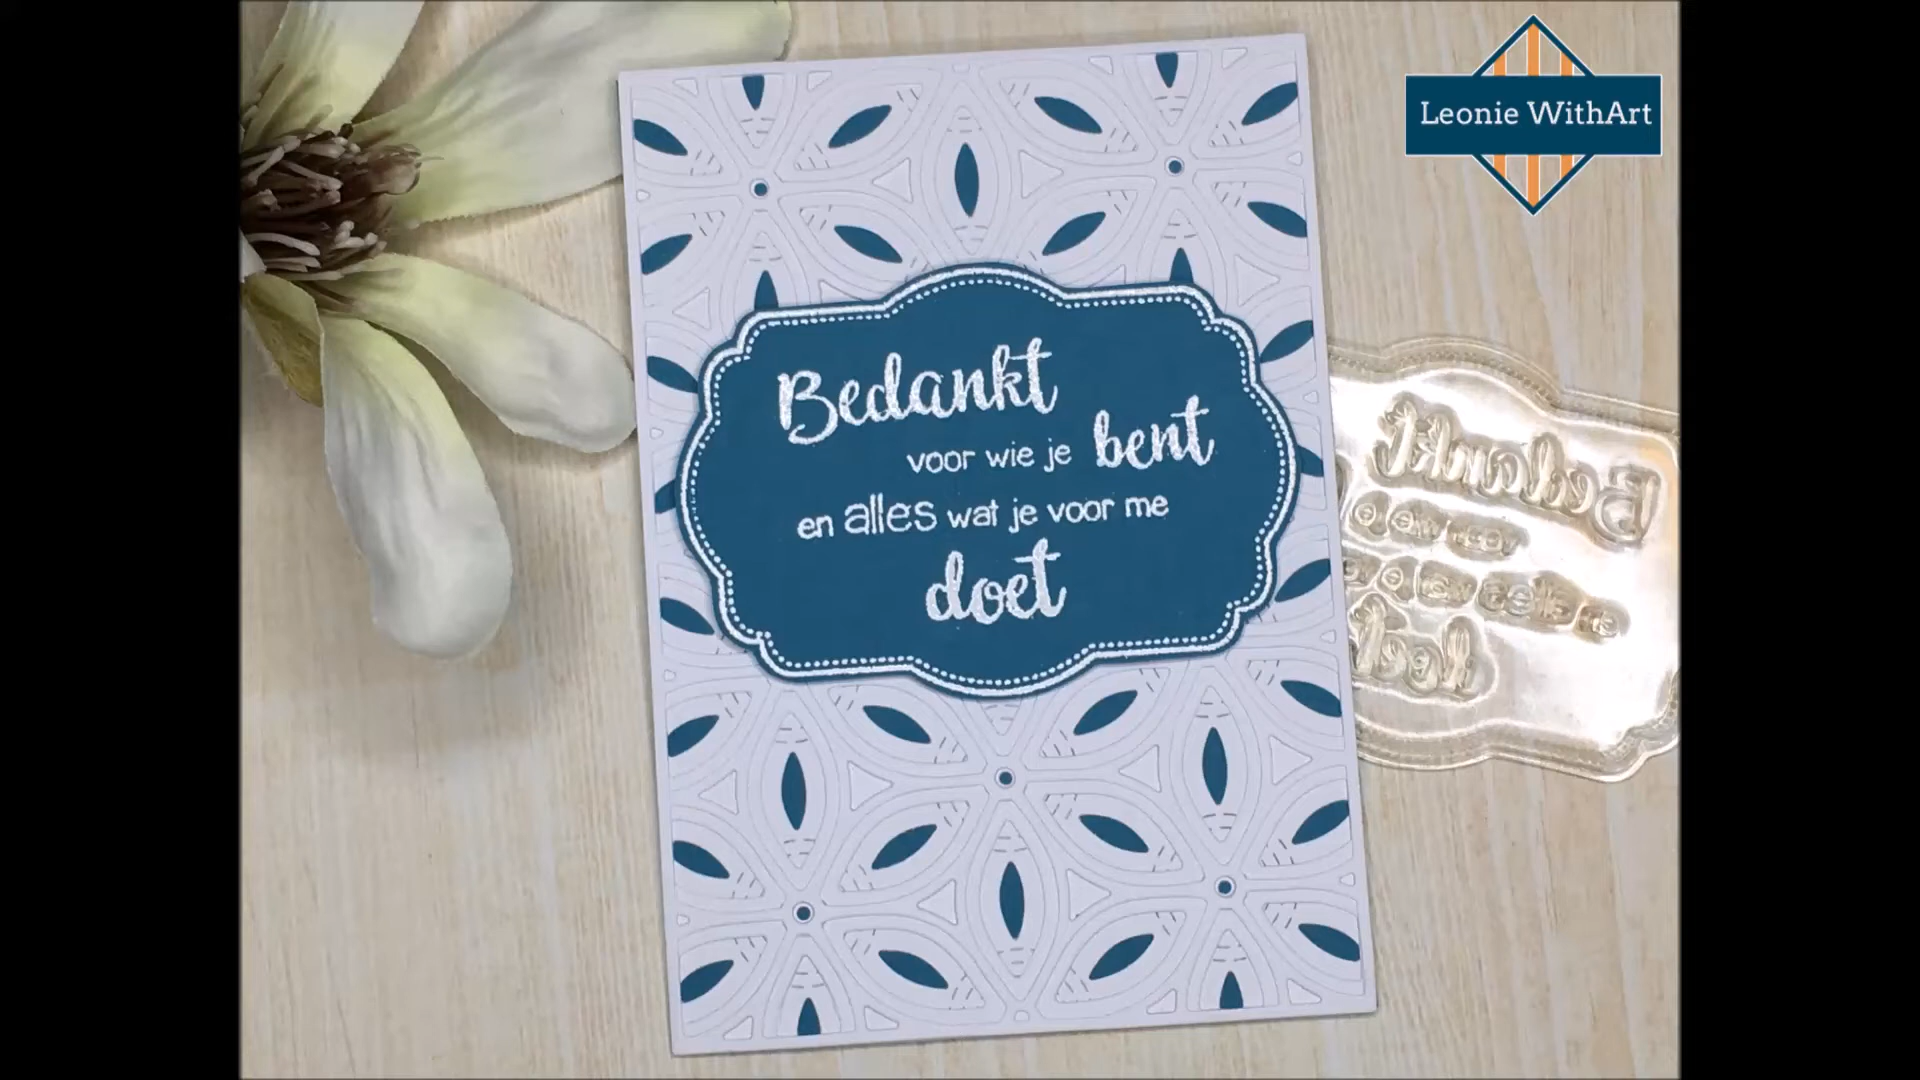 Leonie WithArt
Bedankt
voor wie je bent
en alles wat je voor me
doet